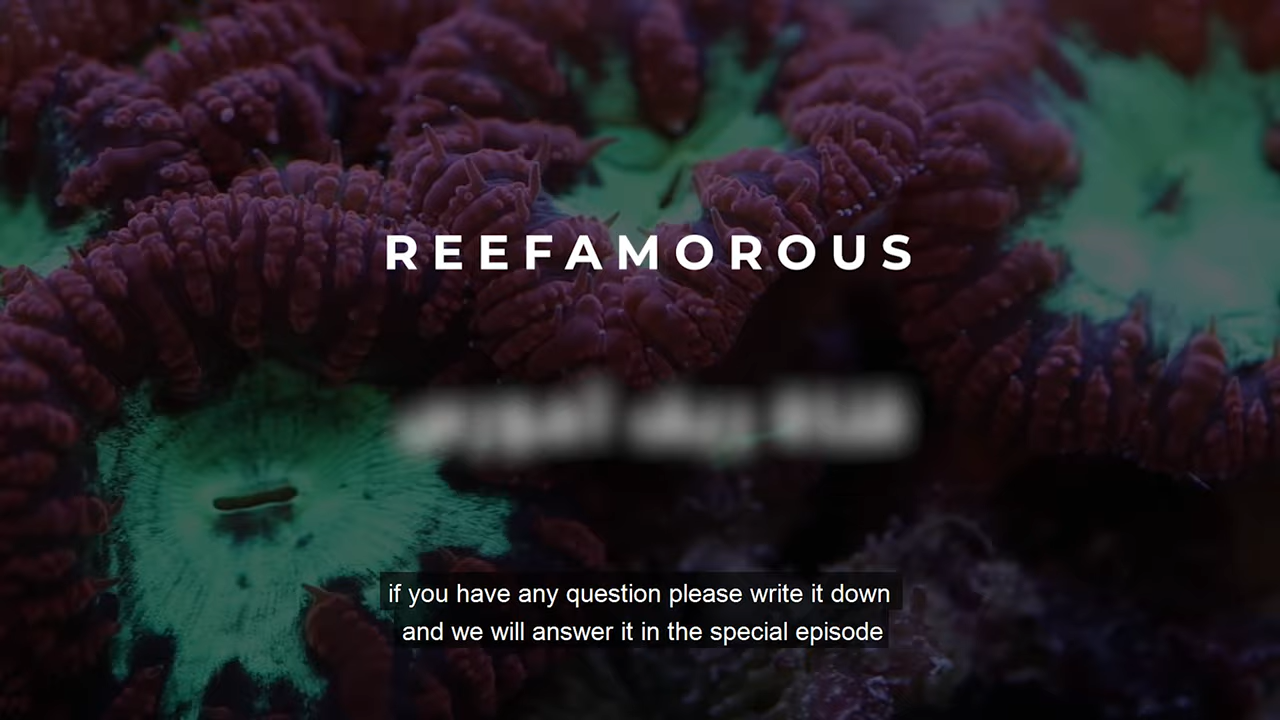 REEFAMOROUS
if you have any question please write it down
and we will answer it in the special episode